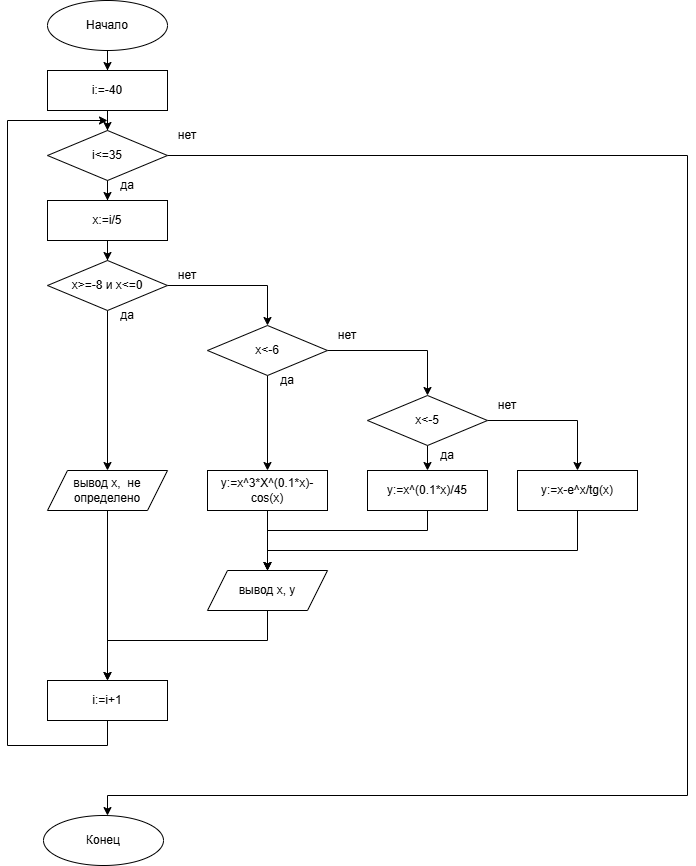 Начало
i:=-40
нет
i<=35
да
x:=i/5
нет
x>=-8 и x<=0
да
нет
x<-6
да
нет
x<-5
да
вывод x, не
определено
y:=x^3*X^(0.1*x)-
cos(x)
y:=x^(0.1*x)/45
y:=x-e^x/tg(x)
вывод x, y
i:=i+1
Конец